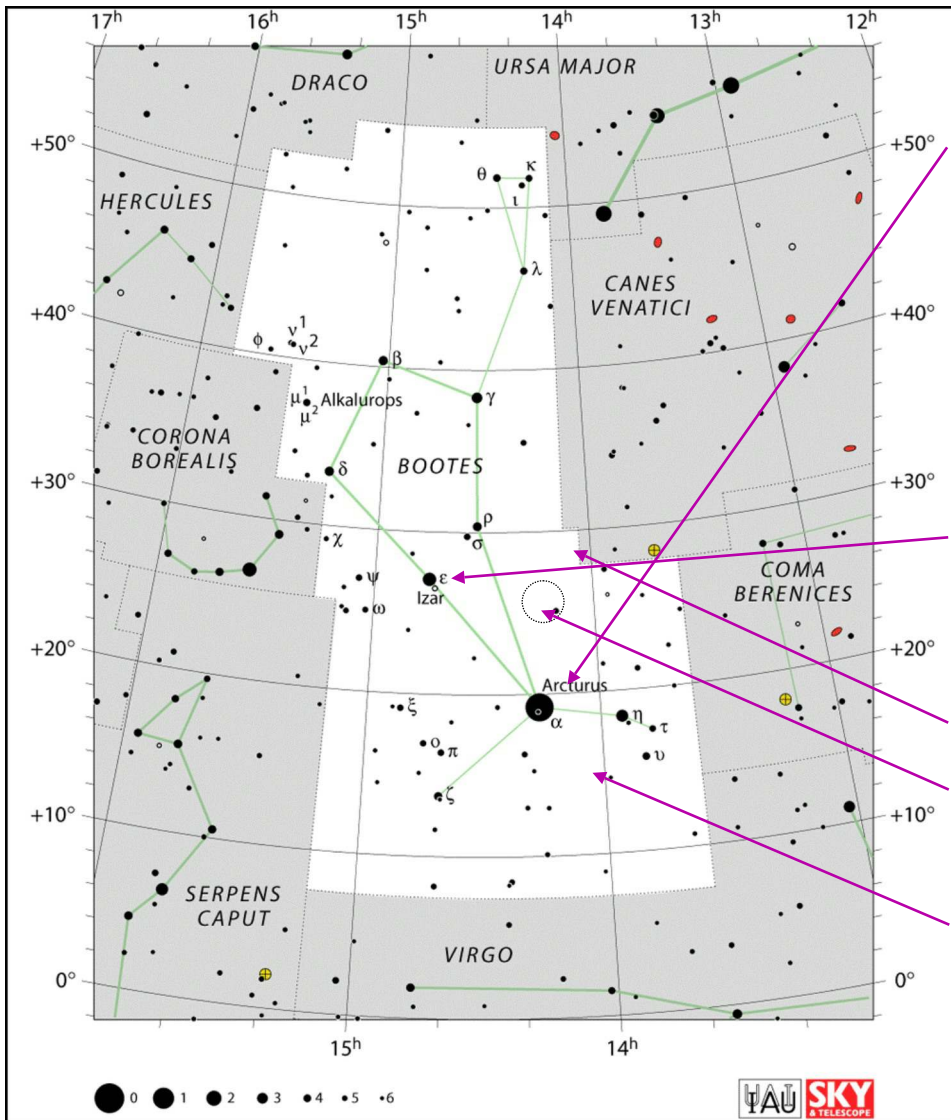 17h 16h 15h 14h 13h 12h
DRACO
URSA MAJOR
+50°
+50°
θ κ
ι
HERCULES
λ
CANES
VENATICI
+40°
+40°
ϕ ν1
ν2
β
μ1 Alkalurops
μ2
γ
CORONA
BOREALIS
BOOTES
δ
+30°
+30°
ρ
σ
χ
ψ
ε
Izar
ω
COMA
BERENICES
+20°
+20°
Arcturus
ξ
α
η
τ
ο
π
υ
ζ
+10°
+10°
SERPENS
CAPUT
VIRGO
0°
0°
15h 14h
0 1 2 3 4 5 6
IAU
SKY
& TELESCOPE